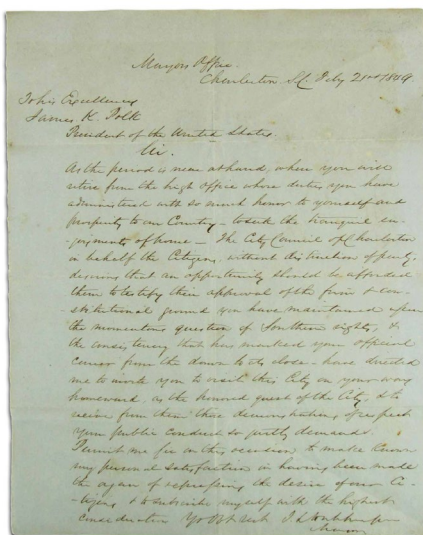 Mayors Office
Charleston SC Feby 2nd 1849
To his Excellency
James K. Polk
President of the United States.
Sir.
As the period is near at hand, when you will
retire from the high Office whose duties you have
administered with so much honor to yourself and
prosperity to our Country – to seek the tranquil en-
-joyments of home – The City Council of Charleston
in behalf the Citizens, without distinction of party,
desiring that an opportunity should be afforded
them to testify their approval of the firm & con-
-stitutional ground you have maintained upon
the momentous question of Southern rights, &
the consistency that has marked your official
career from the dawn to its close – have directed
me to invite you to visit this City on your way
homeward, as the honored guest of the City, & to
receive from them those demonstrations of respect
your public conduct so justly demands.
Permit me Sir on this occasion to make known
my personal satisfaction in having been made
the organ of expressing the desire of our Ci-
-tizens & to subscribe myself with the highest
consideration Yr Obt Servt
Mayor